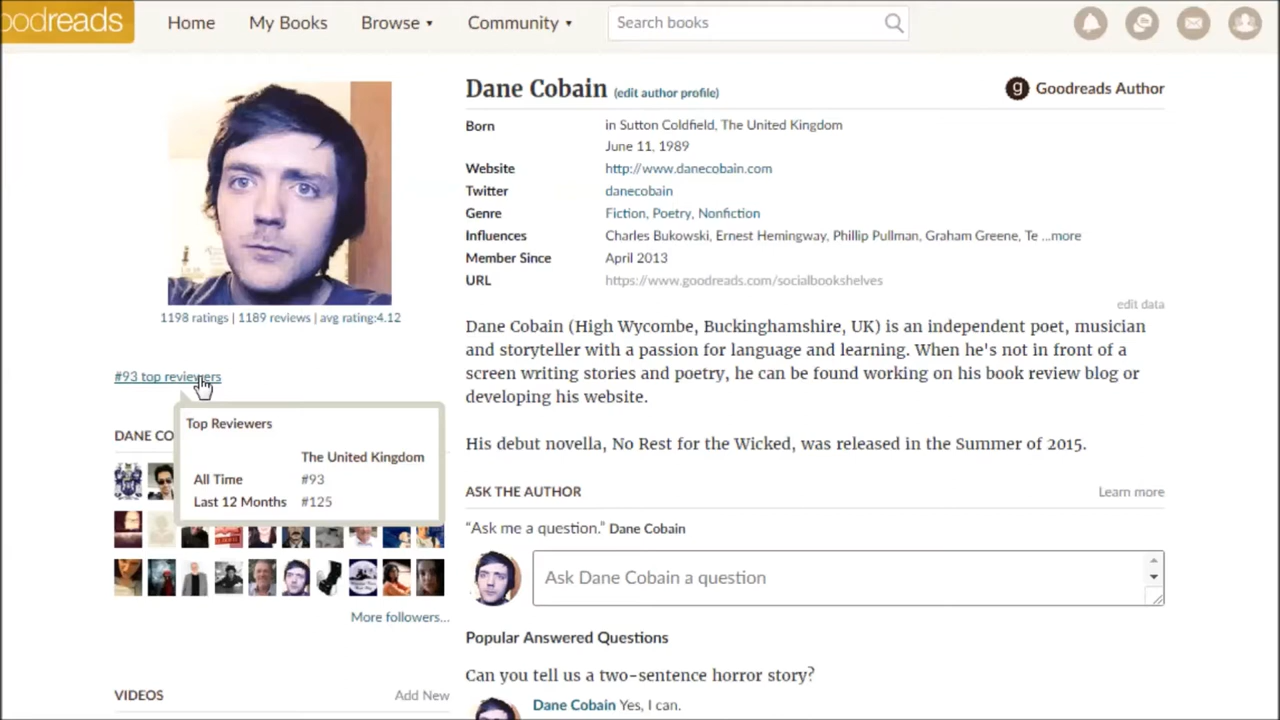 oodreads
Home
My Books
Browse ▾
Community ▾
Search books
Dane Cobain (edit author profile)
g Goodreads Author
Born in Sutton Coldfield, The United Kingdom
June 11, 1989
Website http://www.danecobain.com
Twitter danecobain
Genre Fiction, Poetry, Nonfiction
Influences Charles Bukowski, Ernest Hemingway, Phillip Pullman, Graham Greene, Te ...more
Member Since April 2013
URL https://www.goodreads.com/socialbookshelves
edit data
1198 ratings | 1189 reviews | avg rating:4.12
#93 top reviewers
Top Reviewers
The United Kingdom
All Time #93
Last 12 Months #125
DANE CO
More followers...
VIDEOS Add New
Dane Cobain (High Wycombe, Buckinghamshire, UK) is an independent poet, musician
and storyteller with a passion for language and learning. When he's not in front of a
screen writing stories and poetry, he can be found working on his book review blog or
developing his website.
His debut novella, No Rest for the Wicked, was released in the Summer of 2015.
ASK THE AUTHOR Learn more
“Ask me a question.” Dane Cobain
Ask Dane Cobain a question
Popular Answered Questions
Can you tell us a two-sentence horror story?
Dane Cobain Yes, I can.